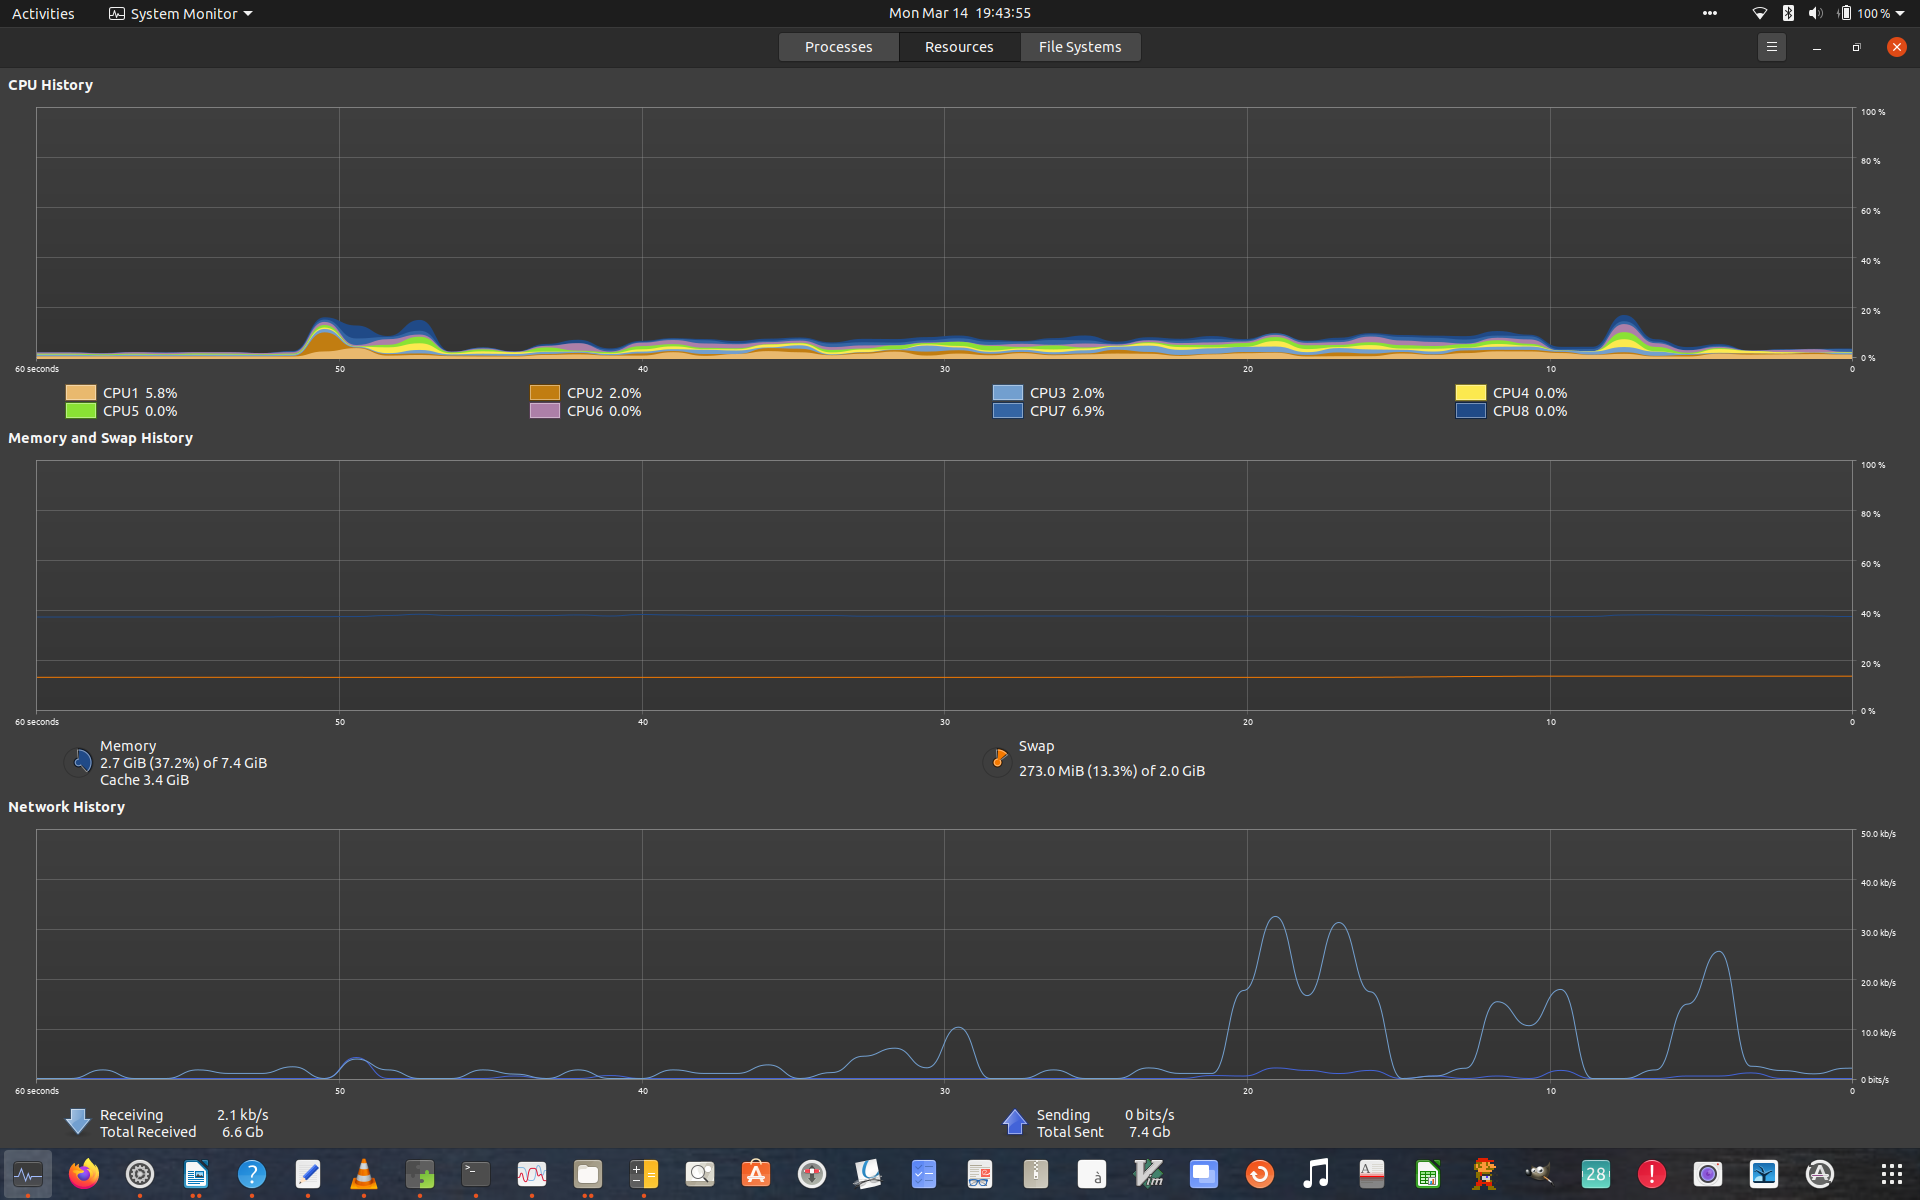 Activities
System Monitor
Mon Mar 14 19:43:55
100 %
Processes
Resources
File Systems
CPU History
100 %
80 %
60 %
40 %
20 %
0 %
60 seconds 50 40 30 20 10 0
CPU1 5.8% CPU2 2.0% CPU3 2.0% CPU4 0.0%
CPU5 0.0% CPU6 0.0% CPU7 6.9% CPU8 0.0%
Memory and Swap History
100 %
80 %
60 %
40 %
20 %
0 %
60 seconds 50 40 30 20 10 0
Memory
2.7 GiB (37.2%) of 7.4 GiB
Cache 3.4 GiB
Swap
273.0 MiB (13.3%) of 2.0 GiB
Network History
50.0 kb/s
40.0 kb/s
30.0 kb/s
20.0 kb/s
10.0 kb/s
0 bits/s
60 seconds 50 40 30 20 10 0
Receiving 2.1 kb/s
Total Received 6.6 Gb
Sending 0 bits/s
Total Sent 7.4 Gb
?
>_
à
Vim
A
28
!